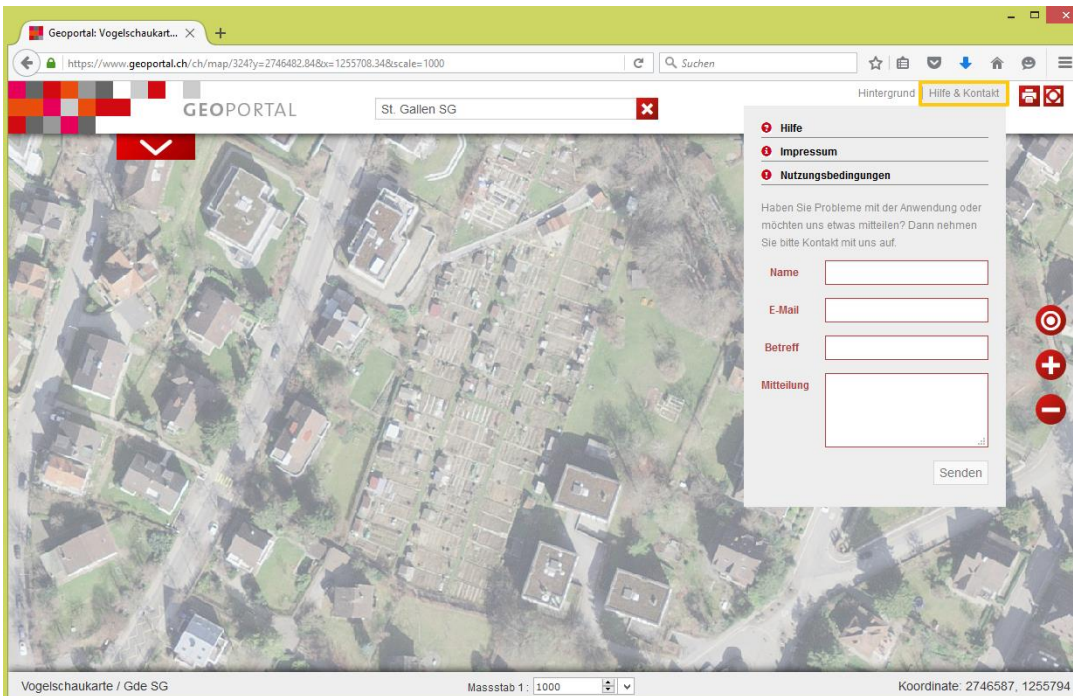 Geoportal: Vogelschaukart...
https://www.geoportal.ch/ch/map/324?y=2746482.84&x=1255708.34&scale=1000
Suchen
GEOPORTAL
St. Gallen SG
Hintergrund
Hilfe & Kontakt
Hilfe
Impressum
Nutzungsbedingungen
Haben Sie Probleme mit der Anwendung oder
möchten uns etwas mitteilen? Dann nehmen
Sie bitte Kontakt mit uns auf.
Name
E-Mail
Betreff
Mitteilung
Senden
Vogelschaukarte / Gde SG
Massstab 1: 1000
Koordinate: 2746587, 1255794